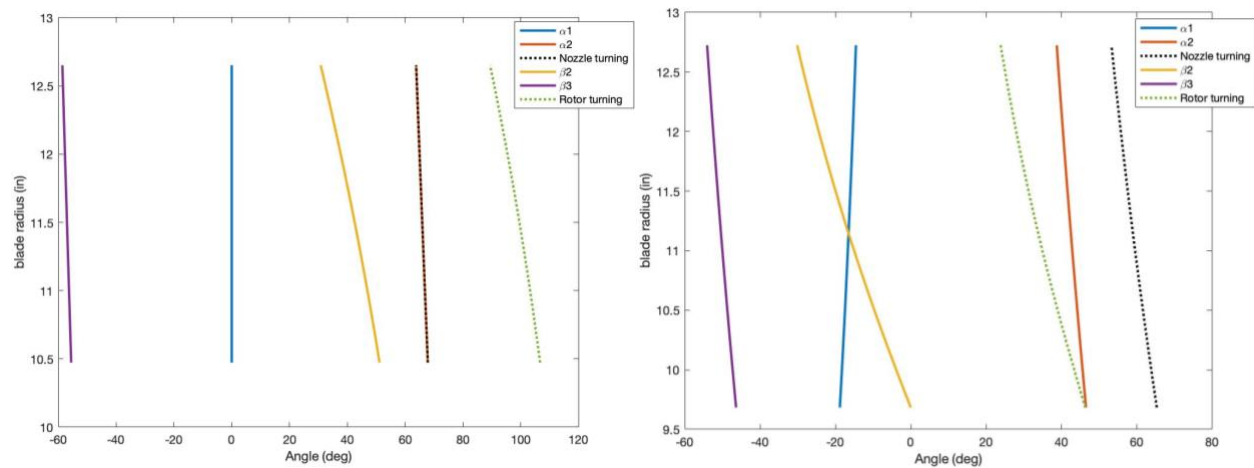 13
12.5
12
11.5
11
10.5
10
-60
-40
-20
0
20
40
60
80
100
120
Angle (deg)
blade radius (in)
α1
α2
Nozzle turning
β2
β3
Rotor turning
13
12.5
12
11.5
11
10.5
10
9.5
-60
-40
-20
0
20
40
60
80
Angle (deg)
blade radius (in)
α1
α2
Nozzle turning
β2
β3
Rotor turning